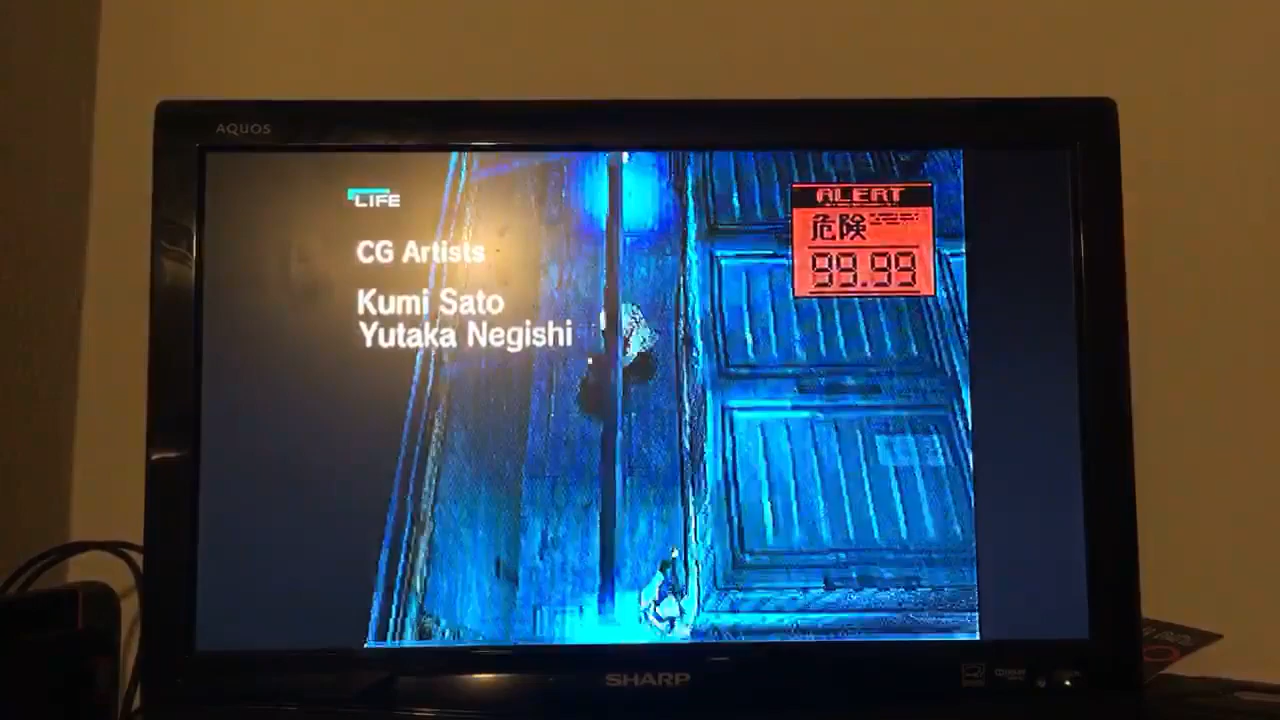 AQUOS
LIFE
ALERT
危険
99.99
CG Artists
Kumi Sato
Yutaka Negishi
SHARP